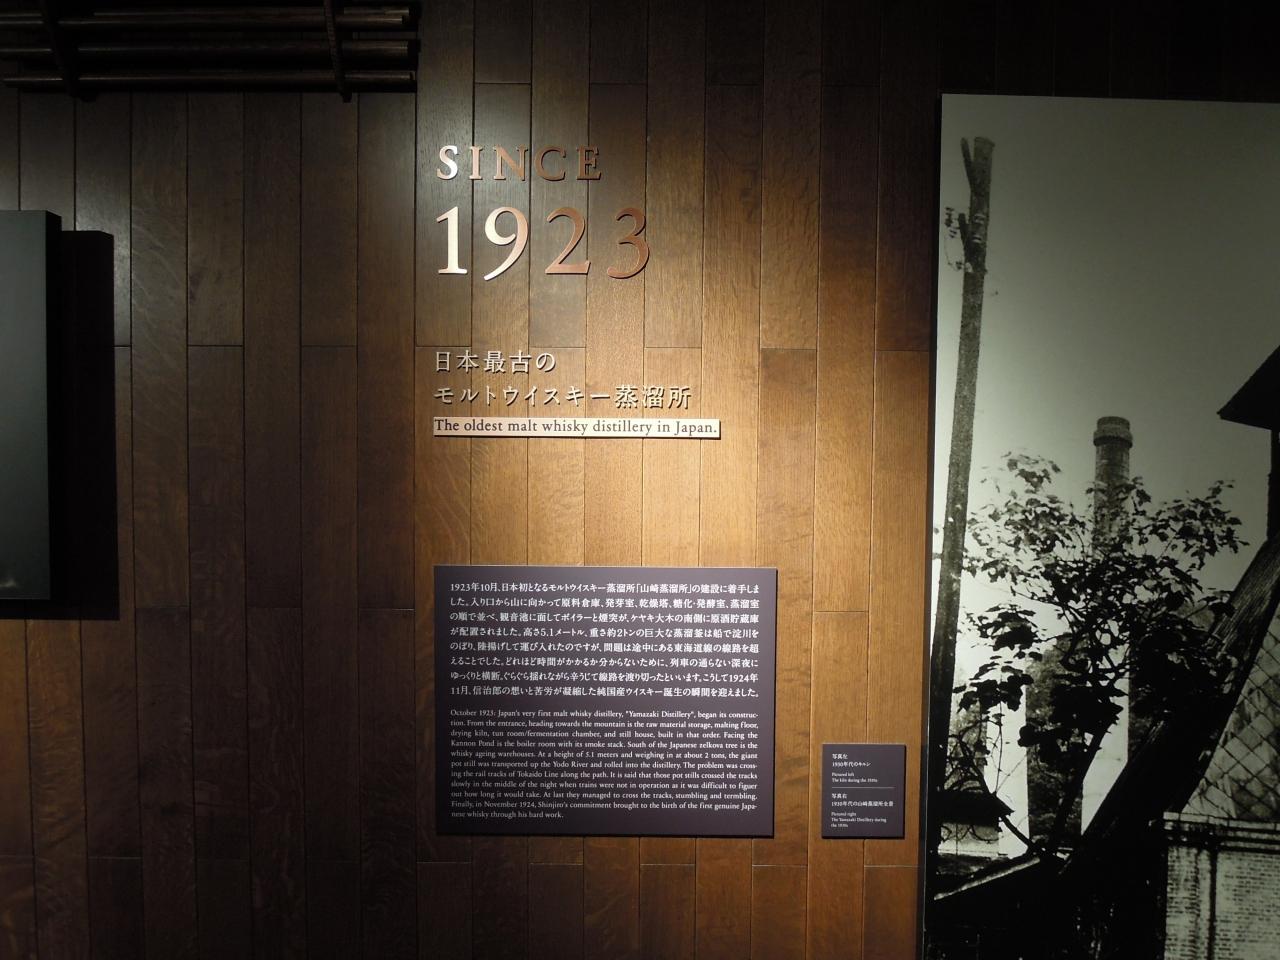 SINCE
1923
日本最古の
モルトウイスキー蒸溜所
The oldest malt whisky distillery in Japan.
1923年10月、日本初となるモルトウイスキー蒸溜所「山崎蒸溜所」の建設に着手しま
した。入り口から山に向かって原料倉庫、発芽室、乾燥塔、糖化・発酵室、蒸溜室
の順で並べ、観音池に面してボイラーと煙突が、ケヤキ大木の南側に原酒貯蔵庫
が配置されました。高さ5.1メートル、重さ約2トンの巨大な蒸溜釜は船で淀川を
のぼり、陸揚げして運び入れたのですが、問題は途中にある東海道線の線路を超
えることでした。どれほど時間がかかるか分からないために、列車の通らない深夜に
ゆっくりと横断。ぐらぐら揺れながら辛うじて線路を渡り切ったといいます。こうして1924年
11月、信治郎の想いと苦労が凝縮した純国産ウイスキー誕生の瞬間を迎えました。
October 1923: Japan's very first malt whisky distillery, "Yamazaki Distillery", began its construc-
tion. From the entrance, heading towards the mountain is the raw material storage, malting floor,
drying kiln, tun room/fermentation chamber, and still house, built in that order. Facing the
Kannon Pond is the boiler room with its smoke stack. South of the Japanese zelkova tree is the
whisky ageing warehouses. At a height of 5.1 meters and weighing in at about 2 tons, the giant
pot still was transported up the Yodo River and rolled into the distillery. The problem was cross-
ing the rail tracks of Tokaido Line along the path. It is said that those pot stills crossed the tracks
slowly in the middle of the night when trains were not in operation as it was difficult to figuer
out how long it would take. At last they managed to cross the tracks, stumbling and trembling.
Finally, in November 1924, Shinjiro's commitment brought to the birth of the first genuine Japa-
nese whisky through his hard work.
写真左
1930年代のキルン
Pictured left
The kiln during the 1930s
写真右
1930年代の山崎蒸溜所全景
Pictured right
The Yamazaki Distillery during
the 1930s